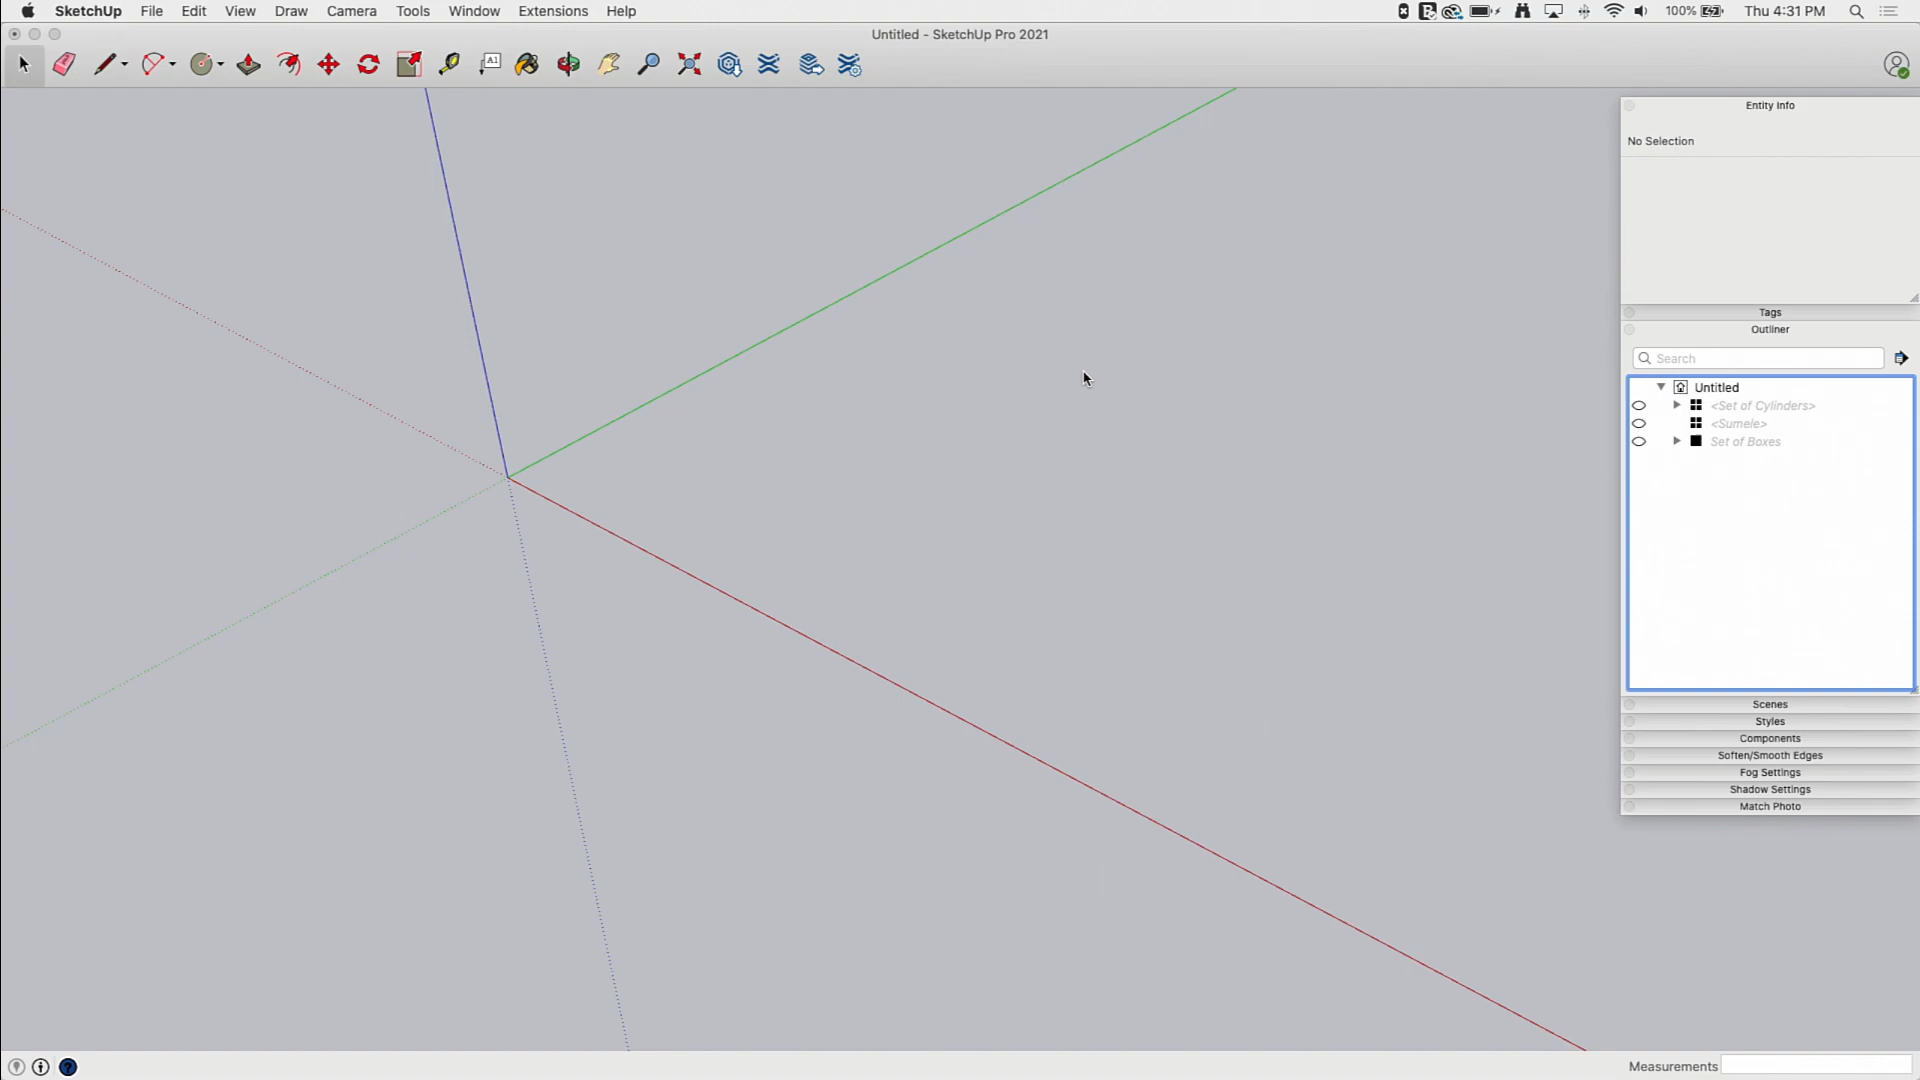 SketchUp File Edit View Draw Camera Tools Window Extensions Help 100% Thu 4:31 PM
Untitled - SketchUp Pro 2021
A1
Entity Info
No Selection
Tags
Outliner
Search
Untitled
<Set of Cylinders>
<Sumele>
Set of Boxes
Scenes
Styles
Components
Soften/Smooth Edges
Fog Settings
Shadow Settings
Match Photo
Measurements